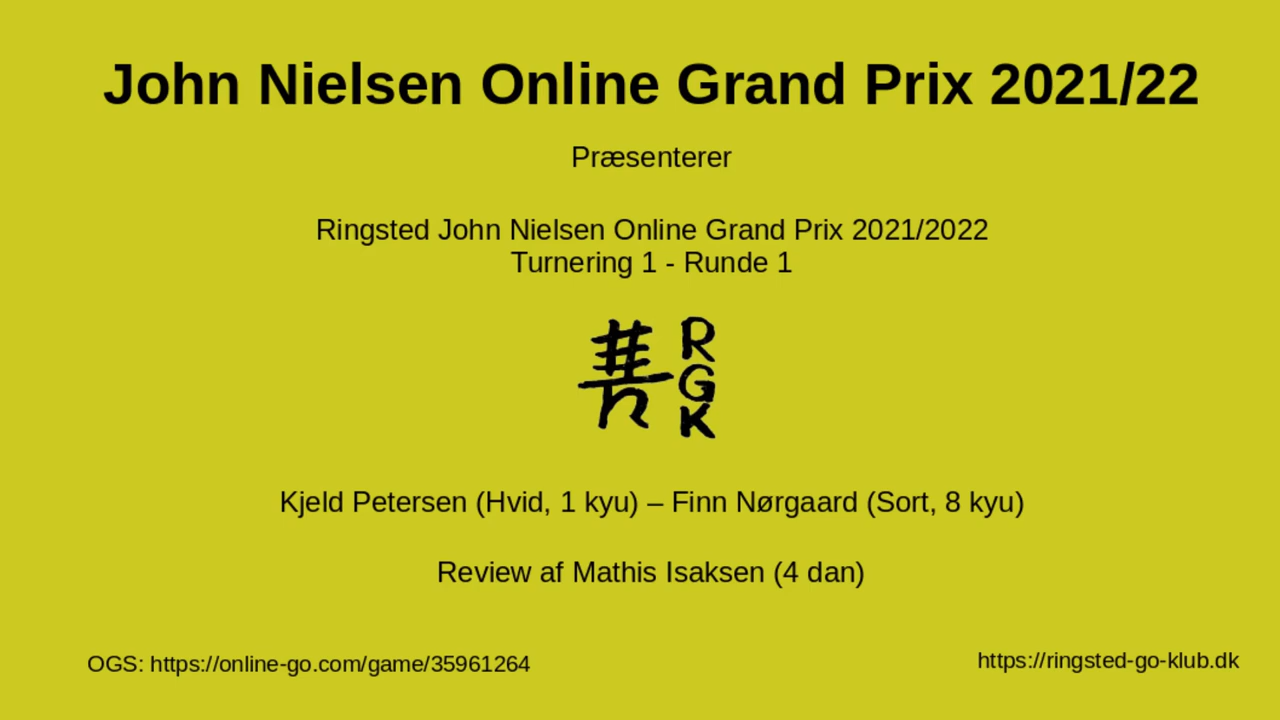 John Nielsen Online Grand Prix 2021/22
Præsenterer
Ringsted John Nielsen Online Grand Prix 2021/2022
Turnering 1 - Runde 1
R
G
K
Kjeld Petersen (Hvid, 1 kyu) – Finn Nørgaard (Sort, 8 kyu)
Review af Mathis Isaksen (4 dan)
OGS: https://online-go.com/game/35961264
https://ringsted-go-klub.dk